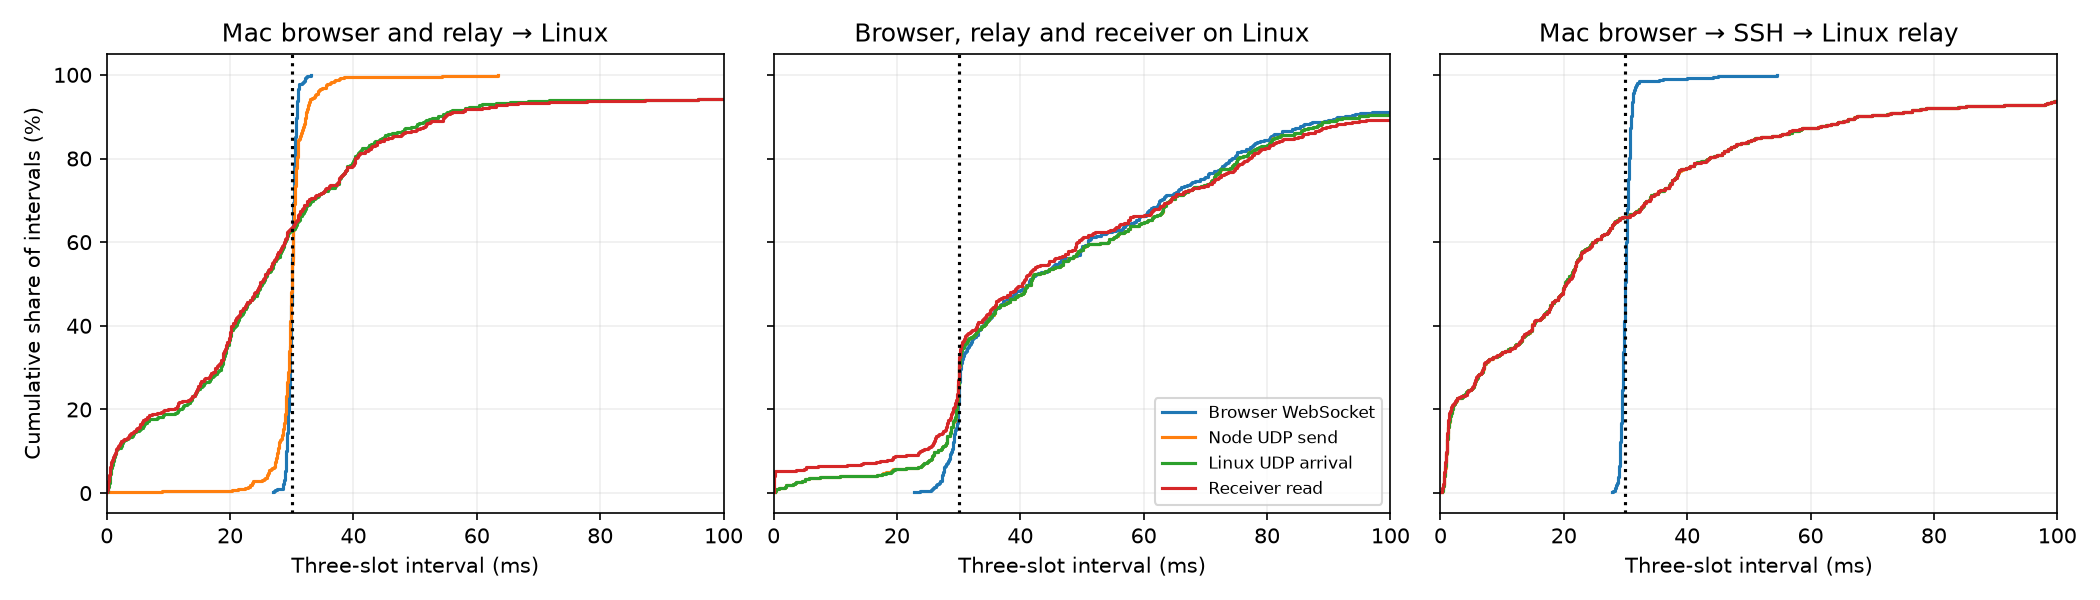 Mac browser and relay → Linux
Browser, relay and receiver on Linux
Mac browser → SSH → Linux relay
Cumulative share of intervals (%)
100
80
60
40
20
0
Browser WebSocket
Node UDP send
Linux UDP arrival
Receiver read
0 20 40 60 80 100
0 20 40 60 80 100
0 20 40 60 80 100
Three-slot interval (ms)
Three-slot interval (ms)
Three-slot interval (ms)